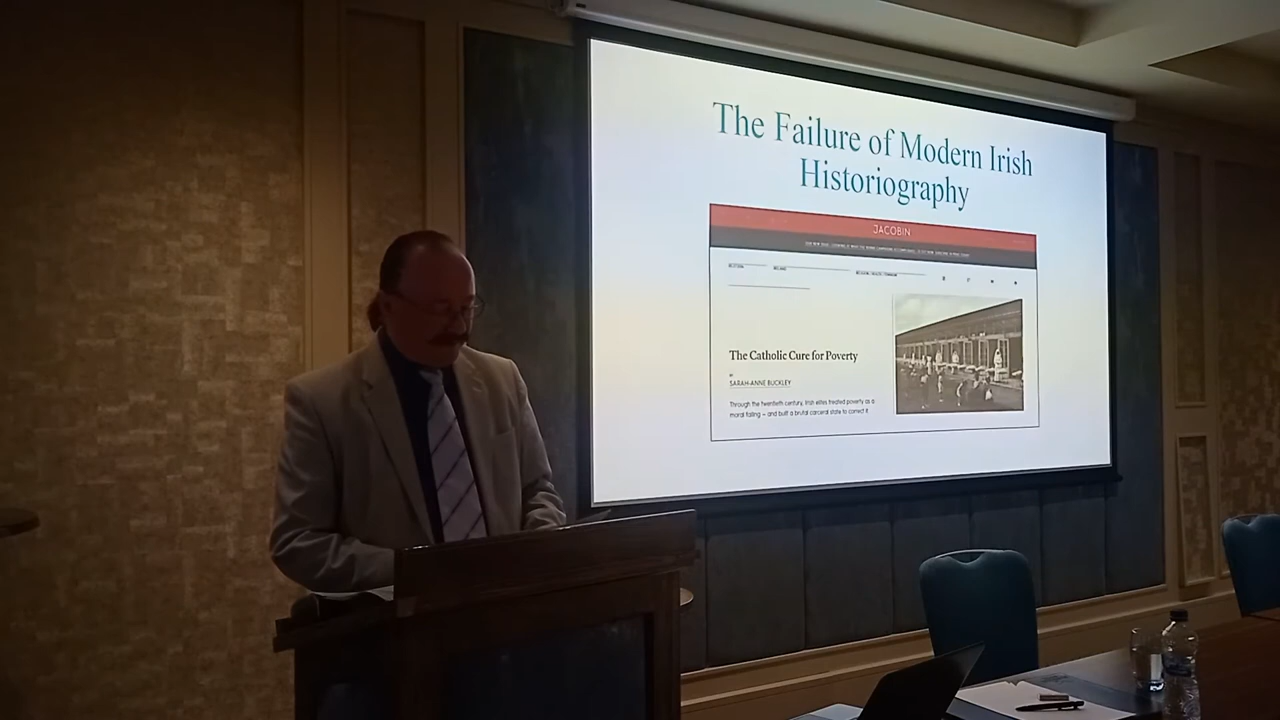 The Failure of Modern Irish
Historiography
JACOBIN
The Catholic Cure for Poverty
BY
SARAH-ANNE BUCKLEY
Through the twentieth century, Irish elites treated poverty as a
moral failing — and built a brutal carceral state to correct it.